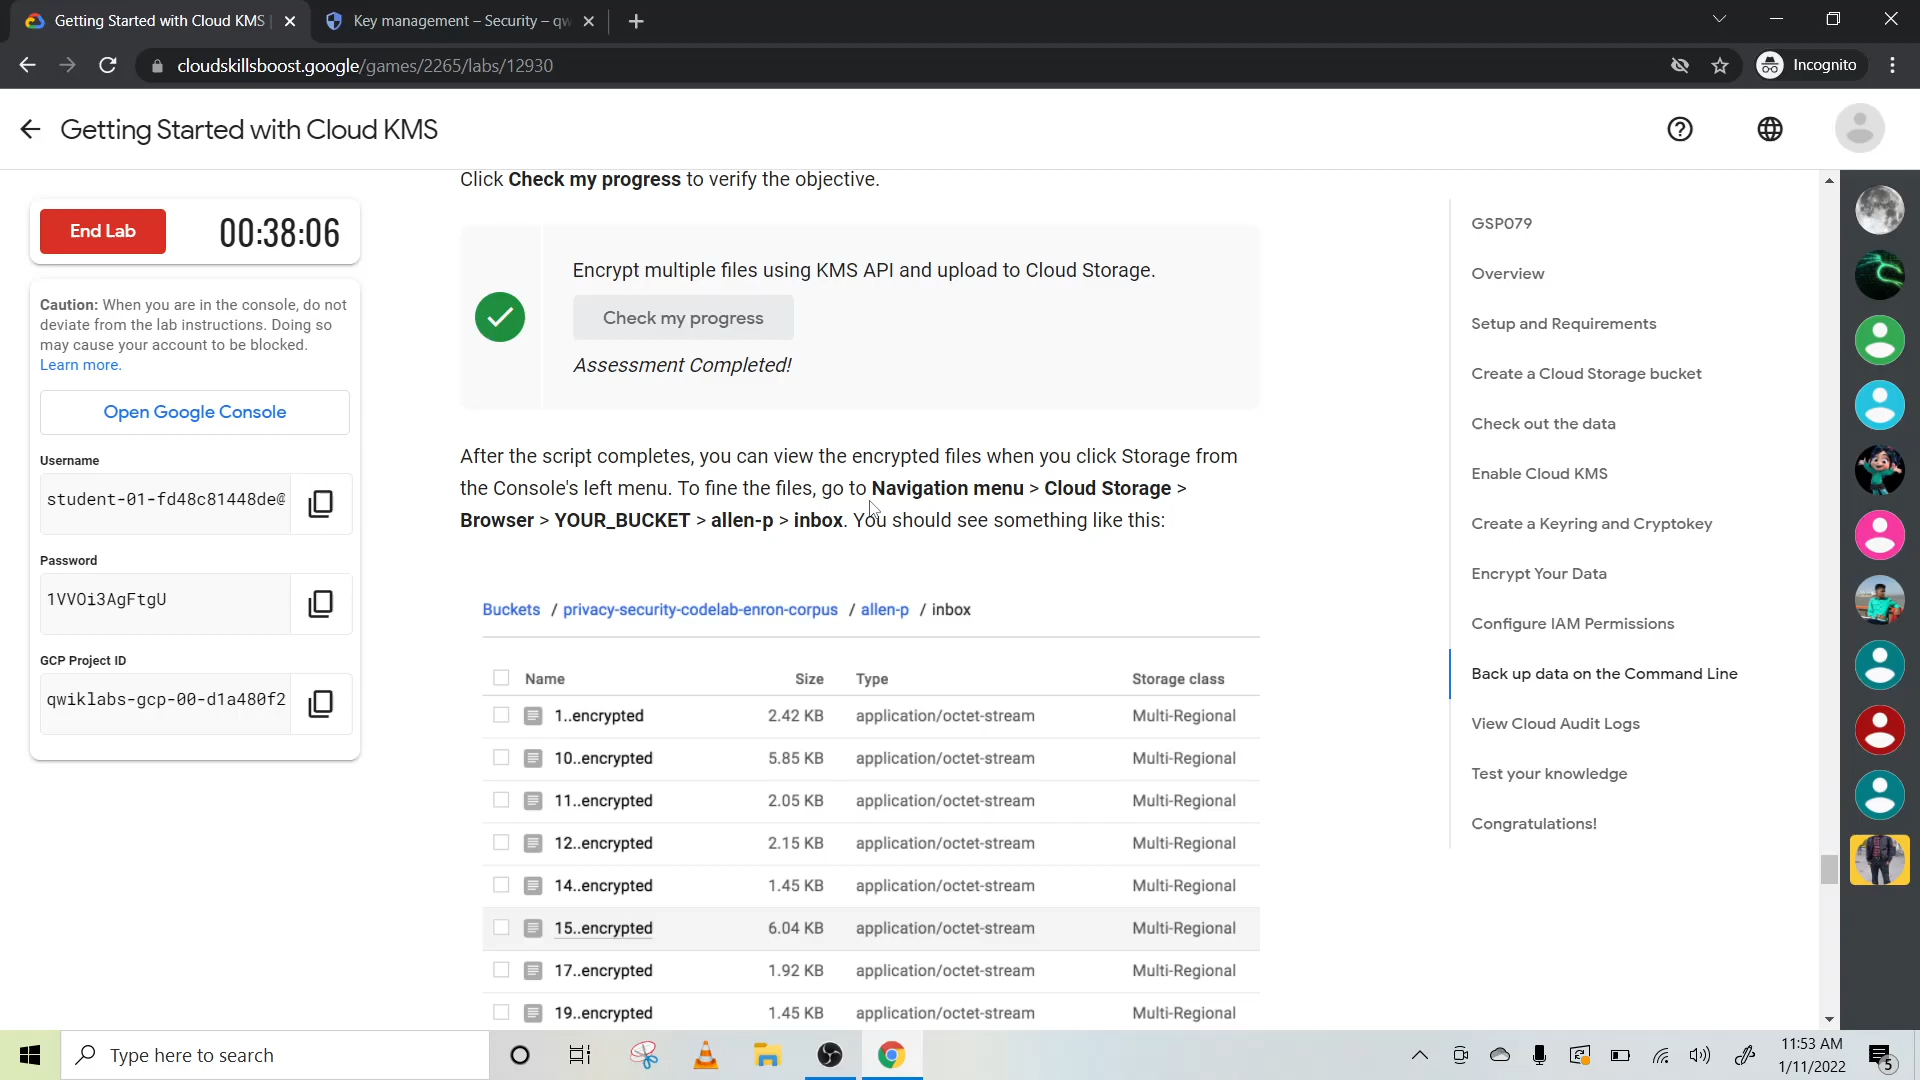 Getting Started with Cloud KMS |
Key management – Security – qw
cloudskillsboost.google/games/2265/labs/12930
Incognito
Getting Started with Cloud KMS
End Lab
00:38:06
Caution: When you are in the console, do not
deviate from the lab instructions. Doing so
may cause your account to be blocked.
Learn more.
Open Google Console
Username
student-01-fd48c81448de@
Password
1VVOi3AgFtgU
GCP Project ID
qwiklabs-gcp-00-d1a480f2
Click Check my progress to verify the objective.
Encrypt multiple files using KMS API and upload to Cloud Storage.
Check my progress
Assessment Completed!
After the script completes, you can view the encrypted files when you click Storage from
the Console's left menu. To fine the files, go to Navigation menu > Cloud Storage >
Browser > YOUR_BUCKET > allen-p > inbox. You should see something like this:
Buckets / privacy-security-codelab-enron-corpus / allen-p / inbox
Name Size Type Storage class
1..encrypted 2.42 KB application/octet-stream Multi-Regional
10..encrypted 5.85 KB application/octet-stream Multi-Regional
11..encrypted 2.05 KB application/octet-stream Multi-Regional
12..encrypted 2.15 KB application/octet-stream Multi-Regional
14..encrypted 1.45 KB application/octet-stream Multi-Regional
15..encrypted 6.04 KB application/octet-stream Multi-Regional
17..encrypted 1.92 KB application/octet-stream Multi-Regional
19..encrypted 1.45 KB application/octet-stream Multi-Regional
GSP079
Overview
Setup and Requirements
Create a Cloud Storage bucket
Check out the data
Enable Cloud KMS
Create a Keyring and Cryptokey
Encrypt Your Data
Configure IAM Permissions
Back up data on the Command Line
View Cloud Audit Logs
Test your knowledge
Congratulations!
Type here to search
11:53 AM
1/11/2022
5